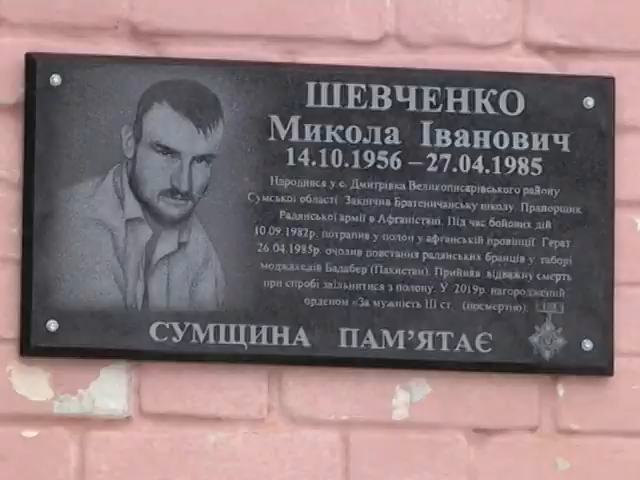 ШЕВЧЕНКО
Микола Іванович
14.10.1956 – 27.04.1985
Народився у с. Дмитрівка Великописарівського району
Сумської області. Закінчив Братеничанську школу. Прапорщик
Радянської армії в Афганістані. Під час бойових дій
10.09.1982р. потрапив у полон у афганській провінції Герат.
26.04.1985р. очолив повстання радянських бранців у таборі
моджахедів Бадабер (Пакистан). Прийняв відважну смерть
при спробі звільнитися з полону. У 2019р. нагороджений
орденом «За мужність ІІІ ст. (посмертно).
СУМЩИНА ПАМ'ЯТАЄ